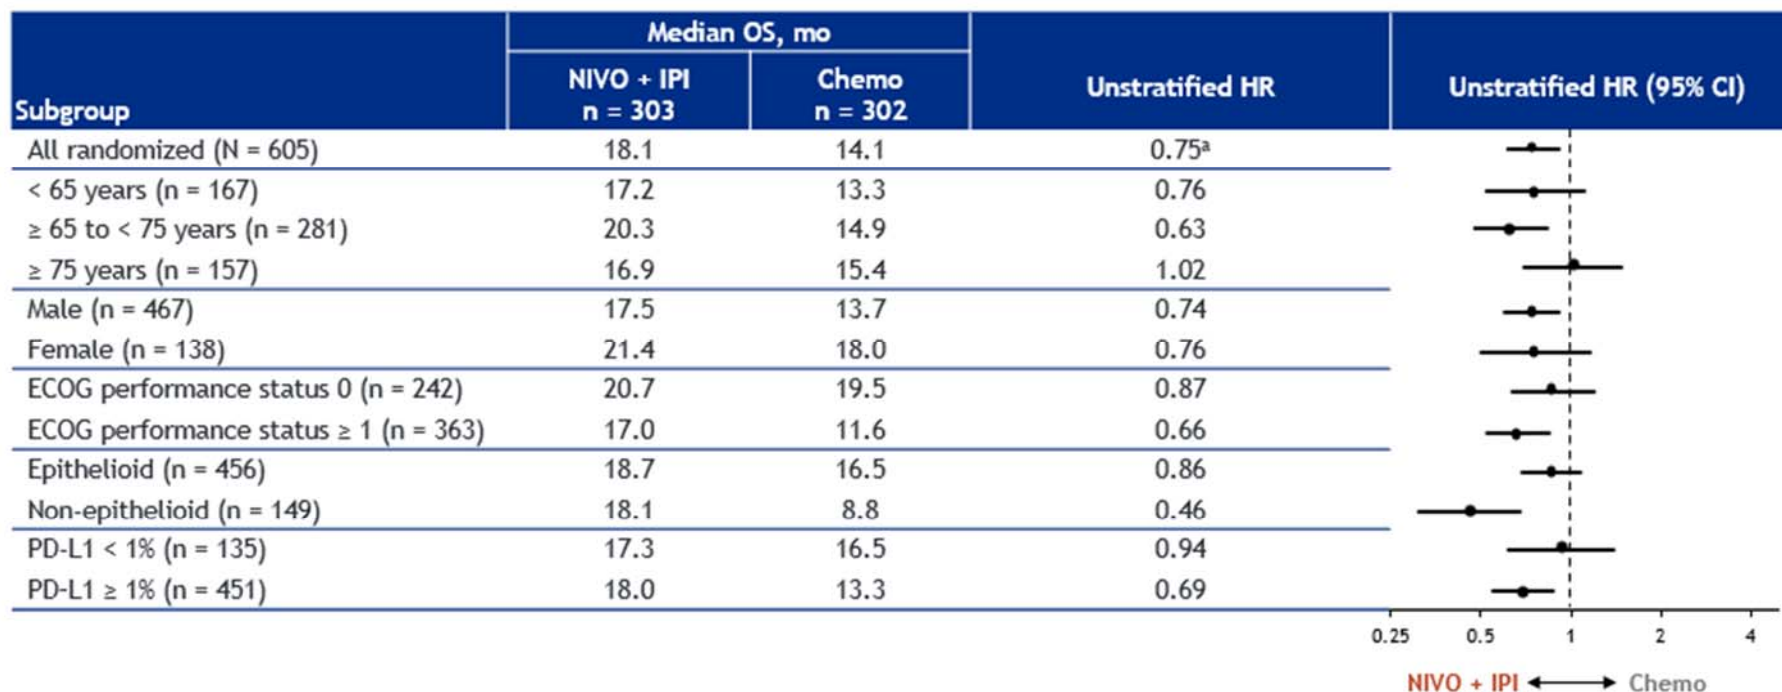 Median OS, mo
Subgroup NIVO + IPI n = 303 Chemo n = 302 Unstratified HR Unstratified HR (95% CI)
All randomized (N = 605) 18.1 14.1 0.75ᵃ
< 65 years (n = 167) 17.2 13.3 0.76
≥ 65 to < 75 years (n = 281) 20.3 14.9 0.63
≥ 75 years (n = 157) 16.9 15.4 1.02
Male (n = 467) 17.5 13.7 0.74
Female (n = 138) 21.4 18.0 0.76
ECOG performance status 0 (n = 242) 20.7 19.5 0.87
ECOG performance status ≥ 1 (n = 363) 17.0 11.6 0.66
Epithelioid (n = 456) 18.7 16.5 0.86
Non-epithelioid (n = 149) 18.1 8.8 0.46
PD-L1 < 1% (n = 135) 17.3 16.5 0.94
PD-L1 ≥ 1% (n = 451) 18.0 13.3 0.69
0.25 0.5 1 2 4
NIVO + IPI Chemo